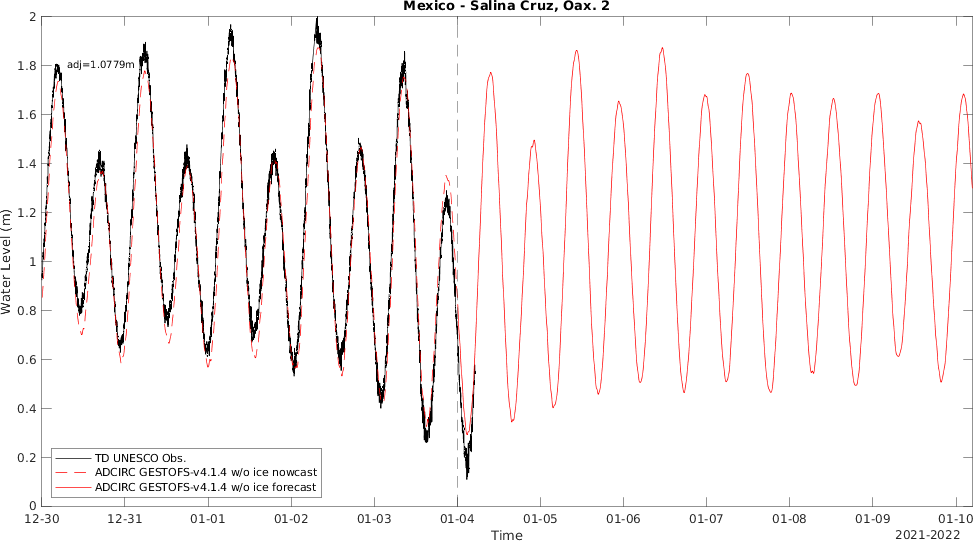 Mexico - Salina Cruz, Oax. 2
2
1.8
1.6
1.4
1.2
1
0.8
0.6
0.4
0.2
0
Water Level (m)
adj=1.0779m
TD UNESCO Obs.
ADCIRC GESTOFS-v4.1.4 w/o ice nowcast
ADCIRC GESTOFS-v4.1.4 w/o ice forecast
12-30 12-31 01-01 01-02 01-03 01-04 01-05 01-06 01-07 01-08 01-09 01-10
Time
2021-2022